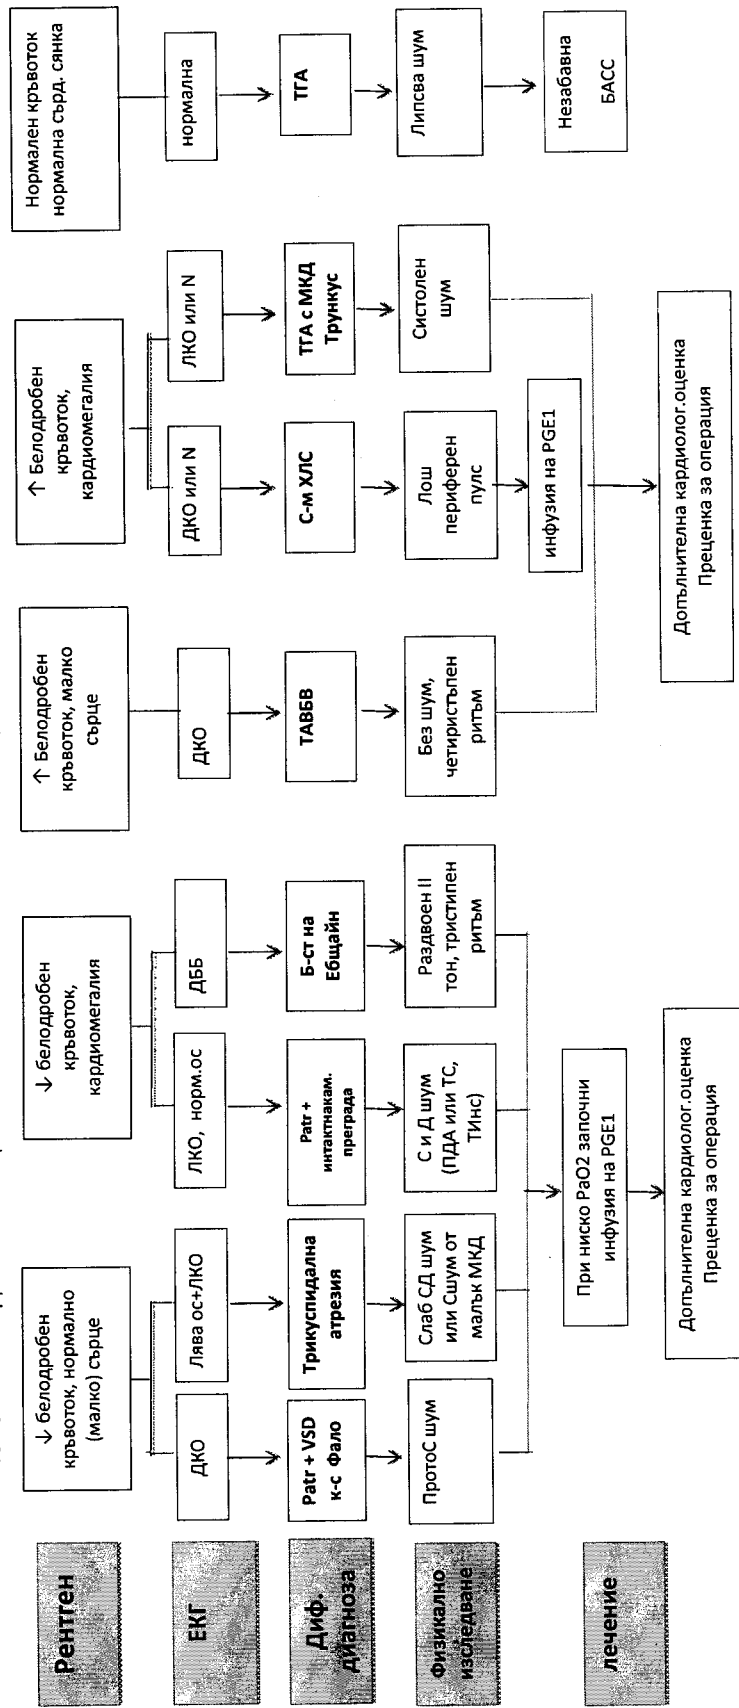 Рентген
↓ белодробен
кръвоток, нормално
(малко) сърце
↓ белодробен
кръвоток,
кардиомегалия
↑ Белодробен
кръвоток, малко
сърце
↑ Белодробен
кръвоток,
кардиомегалия
Нормален кръвоток
нормална сърд. сянка
ЕКГ
ДКО
Лява ос+ЛКО
ЛКО, норм.ос
ДББ
ДКО
ДКО или N
ЛКО или N
нормална
Диф.
диагноза
Patr + VSD
к-с Фало
Трикуспидална
атрезия
Patr +
интактнакам.
преграда
Б-ст на
Ебщайн
ТАВБВ
С-м ХЛС
ТГА с МКД
Трункус
ТГА
Физикално
изследване
ПротоС шум
Слаб СД шум
или Сшум от
малък МКД
С и Д шум
(ПДА или ТС,
ТИнс)
Раздвоен II
тон, тристипен
ритъм
Без шум,
четиристъпен
ритъм
Лош
периферен
пулс
Систолен
шум
Липсва шум
лечение
При ниско PaO2 започни
инфузия на PGE1
инфузия на PGE1
Незабавна
БАСС
Допълнителна кардиолог.оценка
Преценка за операция
Допълнителна кардиолог.оценка
Преценка за операция